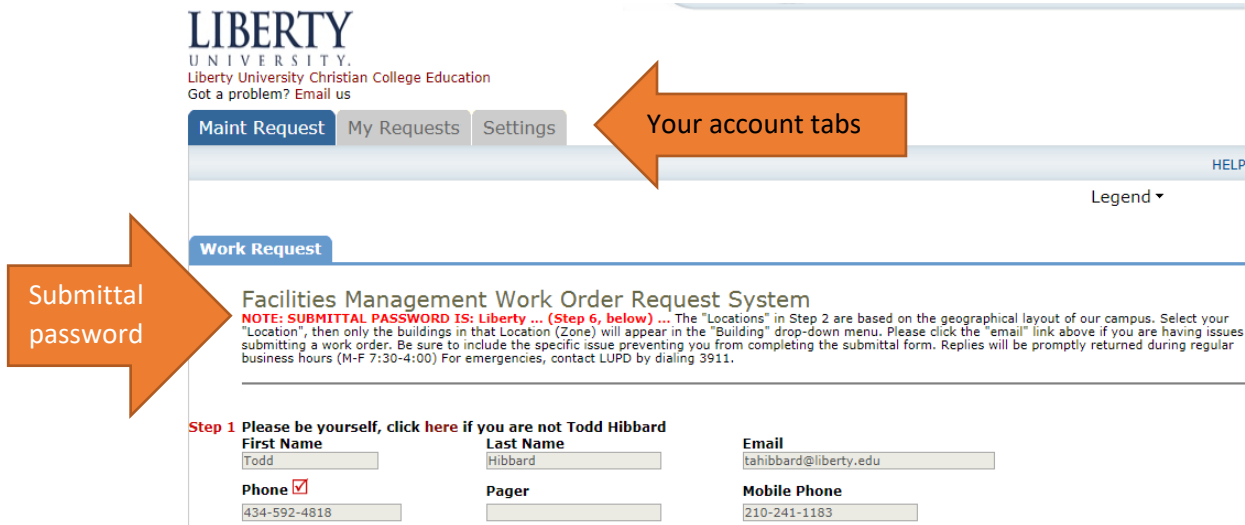 LIBERTY
UNIVERSITY.
Liberty University Christian College Education
Got a problem? Email us
Maint Request My Requests Settings
Your account tabs
HELP
Legend
Work Request
Submittal
password
Facilities Management Work Order Request System
NOTE: SUBMITTAL PASSWORD IS: Liberty ... (Step 6, below) ... The "Locations" in Step 2 are based on the geographical layout of our campus. Select your
"Location", then only the buildings in that Location (Zone) will appear in the "Building" drop-down menu. Please click the "email" link above if you are having issues
submitting a work order. Be sure to include the specific issue preventing you from completing the submittal form. Replies will be promptly returned during regular
business hours (M-F 7:30-4:00) For emergencies, contact LUPD by dialing 3911.
Step 1 Please be yourself, click here if you are not Todd Hibbard
First Name Last Name Email
Todd Hibbard tahibbard@liberty.edu
Phone Pager Mobile Phone
434-592-4818 210-241-1183